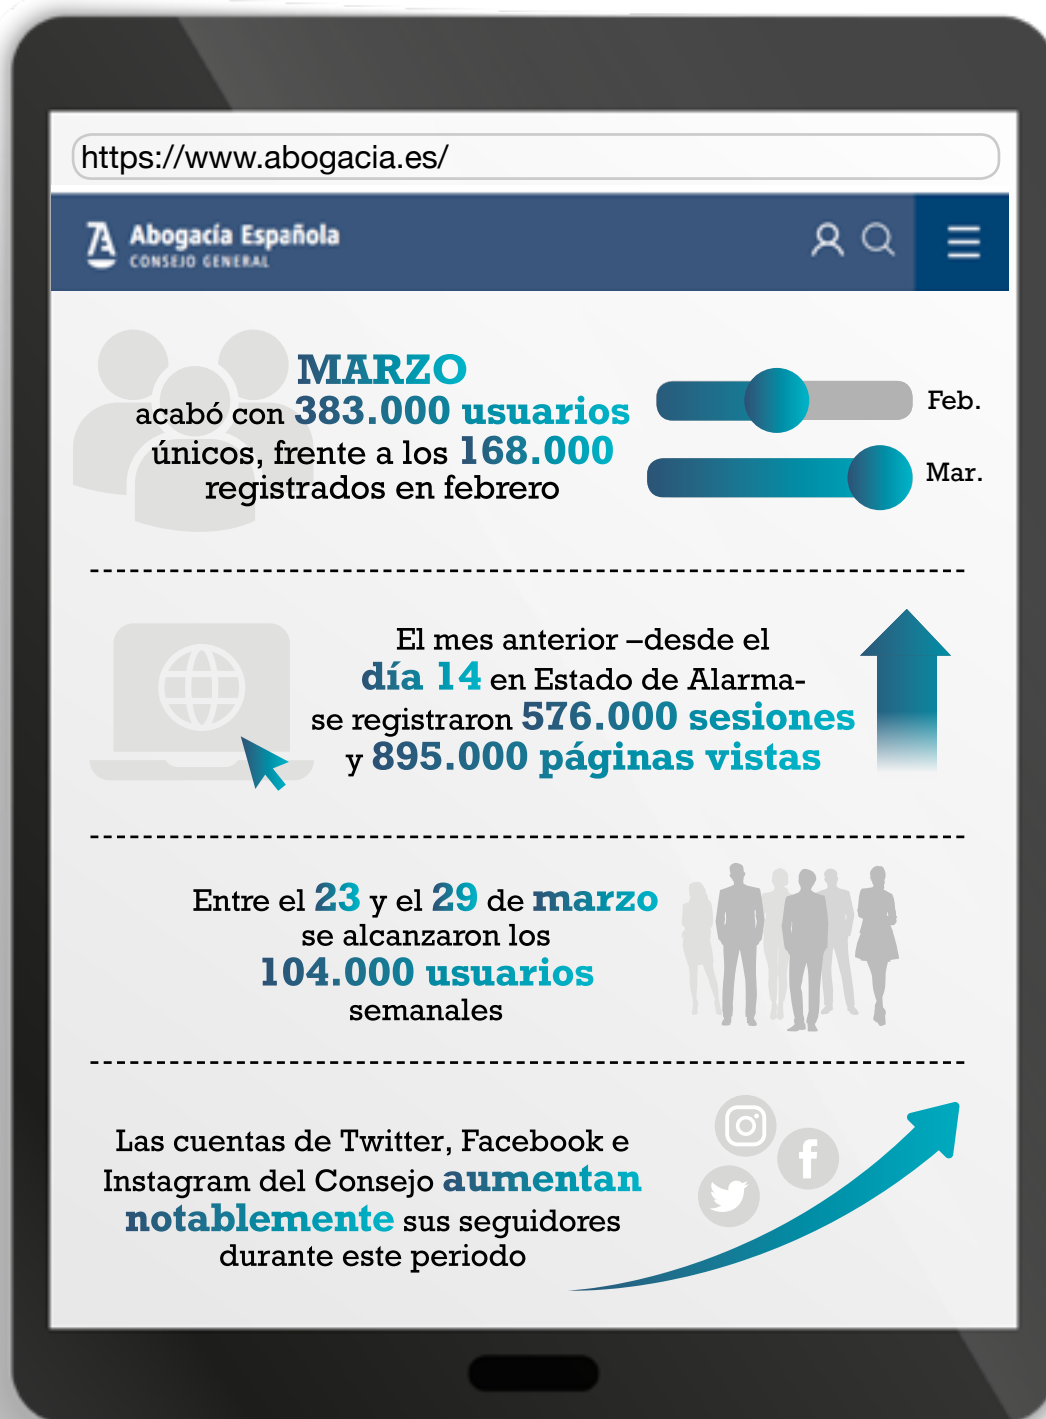 https://www.abogacia.es/
Abogacía Española
CONSEJO GENERAL
MARZO
acabó con 383.000 usuarios
únicos, frente a los 168.000
registrados en febrero
Feb.
Mar.
El mes anterior –desde el
día 14 en Estado de Alarma-
se registraron 576.000 sesiones
y 895.000 páginas vistas
Entre el 23 y el 29 de marzo
se alcanzaron los
104.000 usuarios
semanales
Las cuentas de Twitter, Facebook e
Instagram del Consejo aumentan
notablemente sus seguidores
durante este periodo